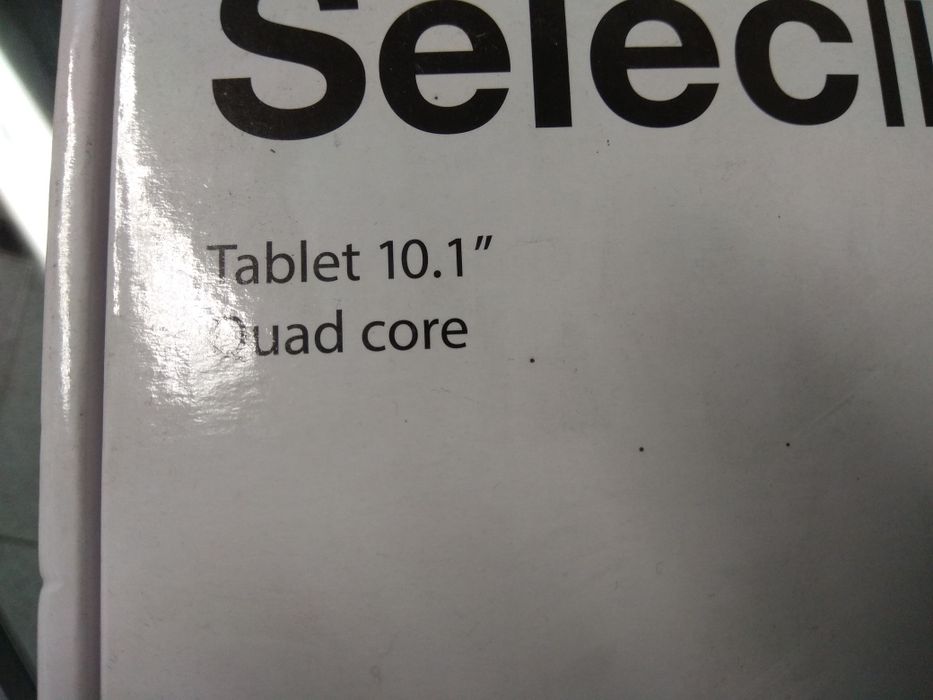 Selec
Tablet 10.1"
Quad core